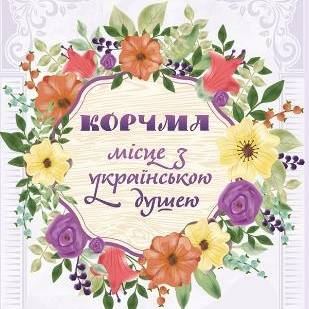 КОРЧМА
місце з
українською
душею